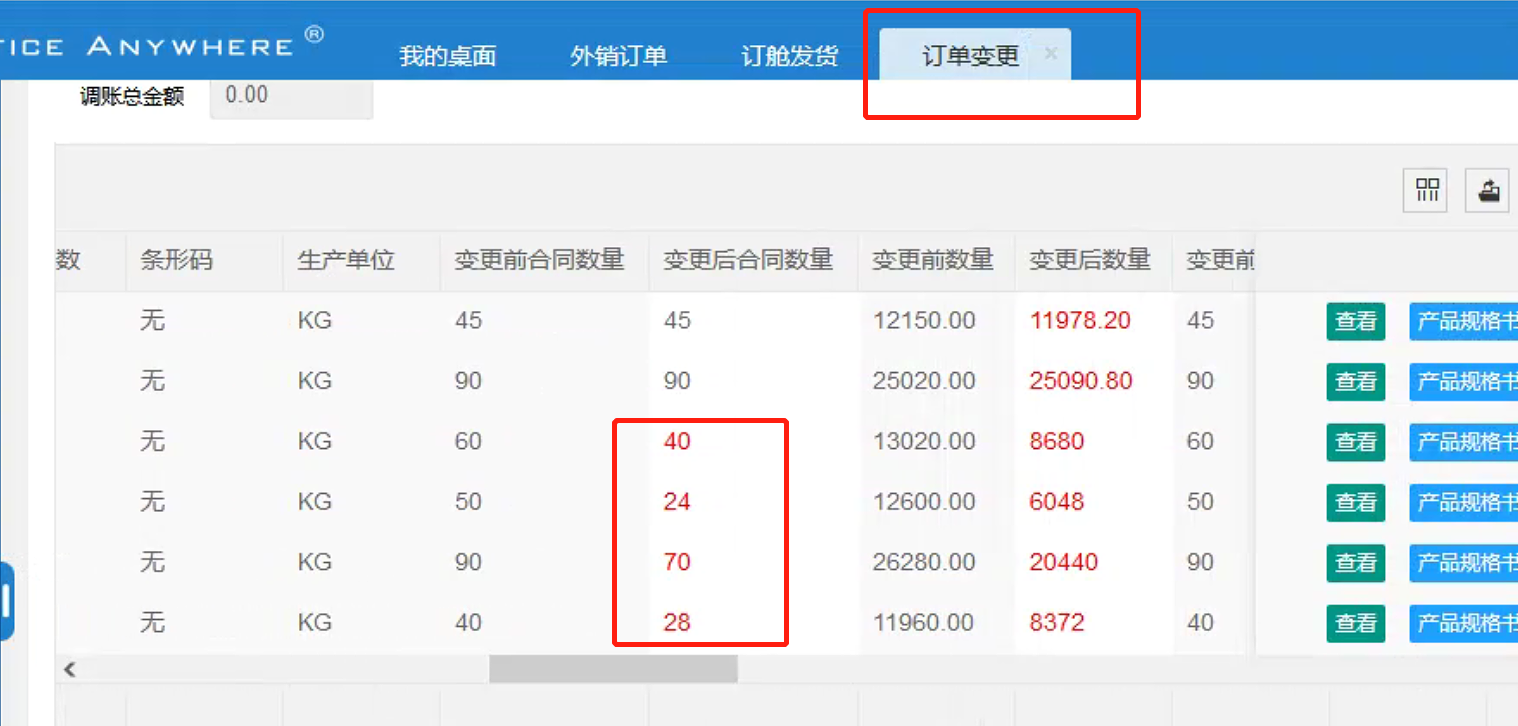 ICE ANYWHERE ®
我的桌面 外销订单 订舱发货 订单变更 ×
调账总金额 0.00
数 条形码 生产单位 变更前合同数量 变更后合同数量 变更前数量 变更后数量 变更前
无 KG 45 45 12150.00 11978.20 45 查看 产品规格书
无 KG 90 90 25020.00 25090.80 90 查看 产品规格书
无 KG 60 40 13020.00 8680 60 查看 产品规格书
无 KG 50 24 12600.00 6048 50 查看 产品规格书
无 KG 90 70 26280.00 20440 90 查看 产品规格书
无 KG 40 28 11960.00 8372 40 查看 产品规格书